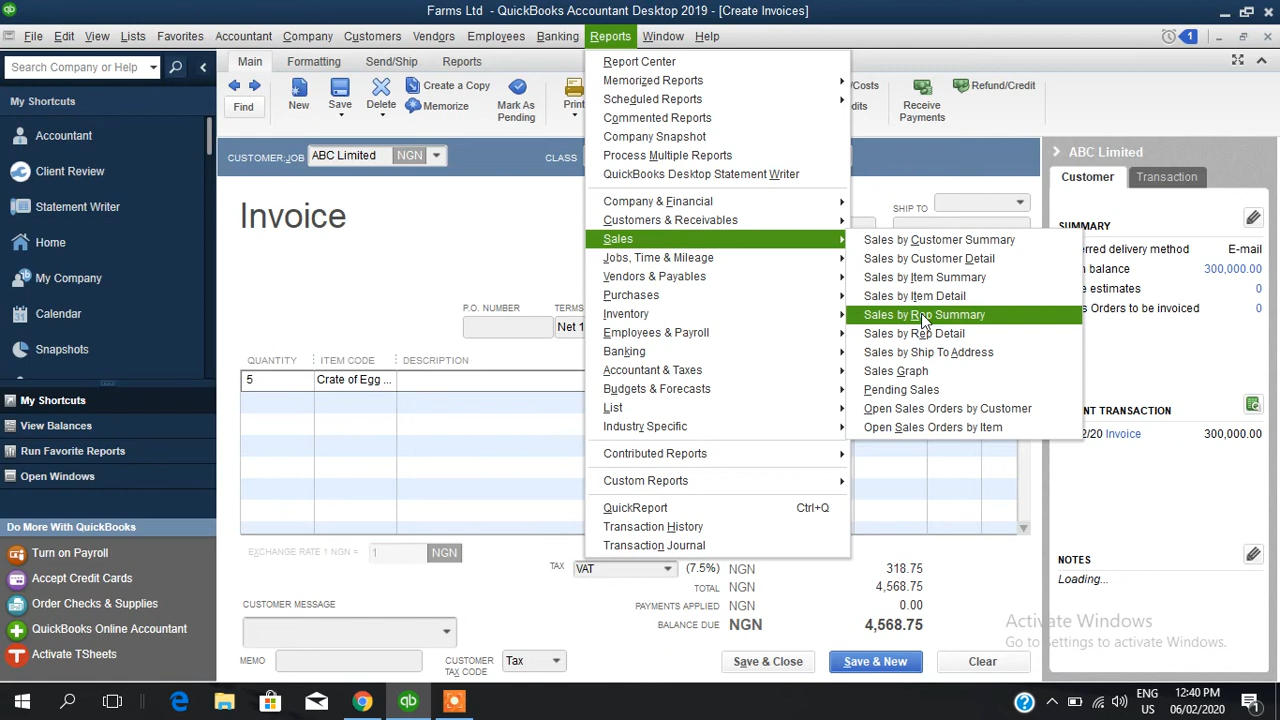 Farms Ltd - QuickBooks Accountant Desktop 2019 - [Create Invoices]
File Edit View Lists Favorites Accountant Company Customers Vendors Employees Banking Reports Window Help
1
Search Company or Help
My Shortcuts
Accountant
Client Review
Statement Writer
Home
My Company
Calendar
Snapshots
My Shortcuts
View Balances
Run Favorite Reports
Open Windows
Do More With QuickBooks
Turn on Payroll
Accept Credit Cards
Order Checks & Supplies
QuickBooks Online Accountant
Activate TSheets
Main Formatting Send/Ship Reports
Find
New
Save
Delete
Create a Copy
Memorize
Mark As
Pending
Print
Receive
Payments
Refund/Credit
CUSTOMER:JOB ABC Limited NGN CLASS
Invoice
SHIP TO
P.O. NUMBER TERMS
Net 1
QUANTITY ITEM CODE DESCRIPTION
5 Crate of Egg ...
EXCHANGE RATE 1 NGN = 1 NGN
TAX VAT (7.5%) NGN 318.75
TOTAL NGN 4,568.75
PAYMENTS APPLIED NGN 0.00
BALANCE DUE NGN 4,568.75
CUSTOMER MESSAGE
MEMO
CUSTOMER
TAX CODE
Tax
Save & Close Save & New Clear
Report Center
Memorized Reports
Scheduled Reports
Commented Reports
Company Snapshot
Process Multiple Reports
QuickBooks Desktop Statement Writer
Company & Financial
Customers & Receivables
Sales
Jobs, Time & Mileage
Vendors & Payables
Purchases
Inventory
Employees & Payroll
Banking
Accountant & Taxes
Budgets & Forecasts
List
Industry Specific
Contributed Reports
Custom Reports
QuickReport Ctrl+Q
Transaction History
Transaction Journal
Sales by Customer Summary
Sales by Customer Detail
Sales by Item Summary
Sales by Item Detail
Sales by Rep Summary
Sales by Rep Detail
Sales by Ship To Address
Sales Graph
Pending Sales
Open Sales Orders by Customer
Open Sales Orders by Item
ABC Limited
Customer Transaction
SUMMARY
delivery method E-mail
balance 300,000.00
estimates 0
Sales Orders to be invoiced 0
TRANSACTION
/20 Invoice 300,000.00
NOTES
Loading...
Activate Windows
Go to Settings to activate Windows.
ENG
US
12:40 PM
06/02/2020
1